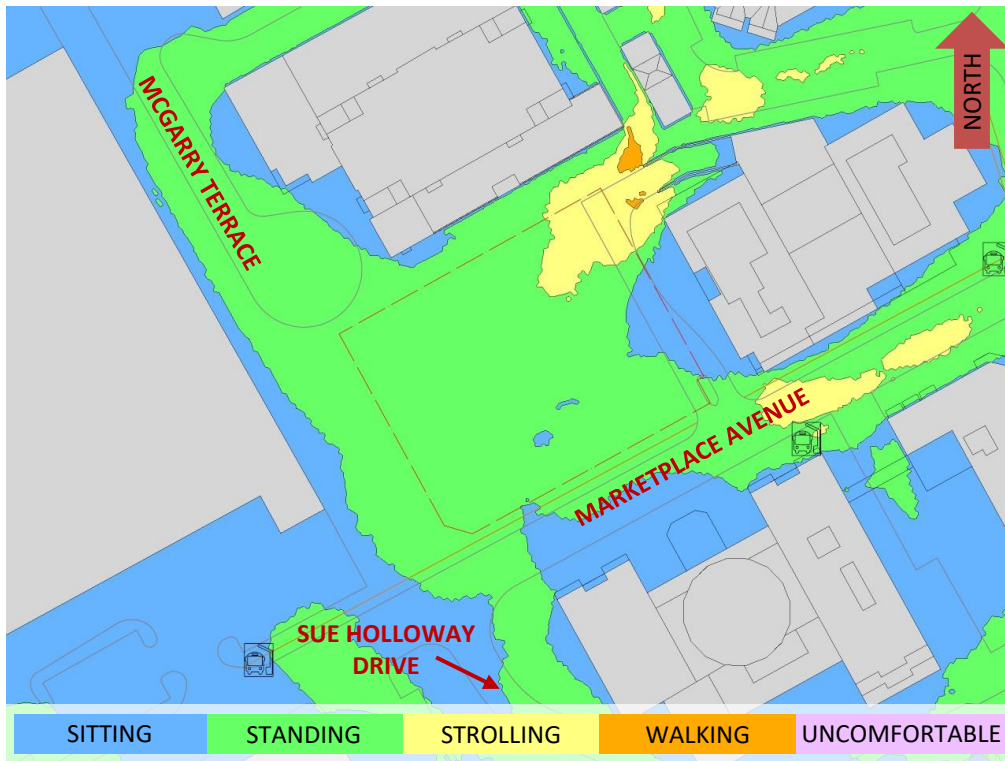 NORTH
MCGARRY TERRACE
MARKETPLACE AVENUE
SUE HOLLOWAY
DRIVE
SITTING
STANDING
STROLLING
WALKING
UNCOMFORTABLE